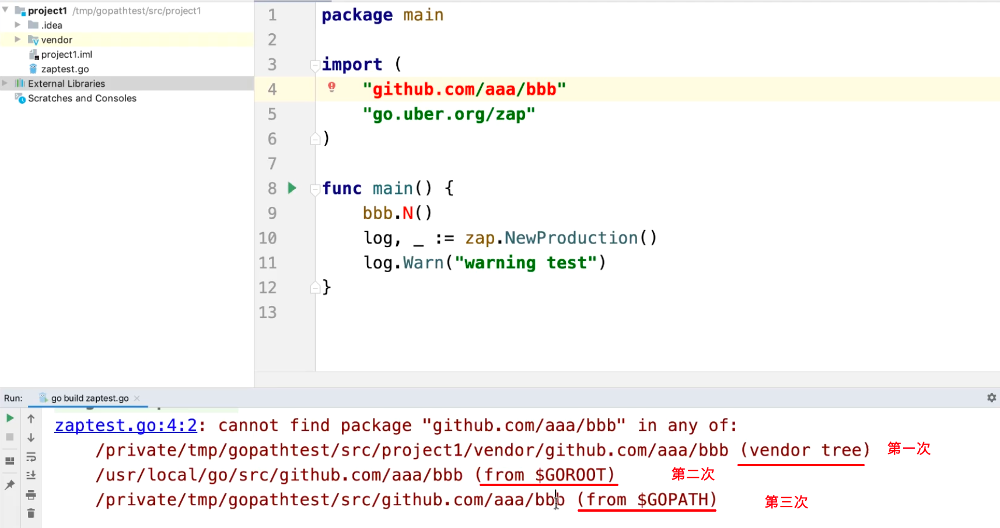 project1 /tmp/gopathtest/src/project1
.idea
vendor
project1.iml
zaptest.go
External Libraries
Scratches and Consoles
1 package main
2
3 import (
4 "github.com/aaa/bbb"
5 "go.uber.org/zap"
6 )
7
8 func main() {
9 bbb.N()
10 log, _ := zap.NewProduction()
11 log.Warn("warning test")
12 }
13
Run: go build zaptest.go
zaptest.go:4:2: cannot find package "github.com/aaa/bbb" in any of:
/private/tmp/gopathtest/src/project1/vendor/github.com/aaa/bbb (vendor tree) 第一次
/usr/local/go/src/github.com/aaa/bbb (from $GOROOT) 第二次
/private/tmp/gopathtest/src/github.com/aaa/bbb (from $GOPATH) 第三次